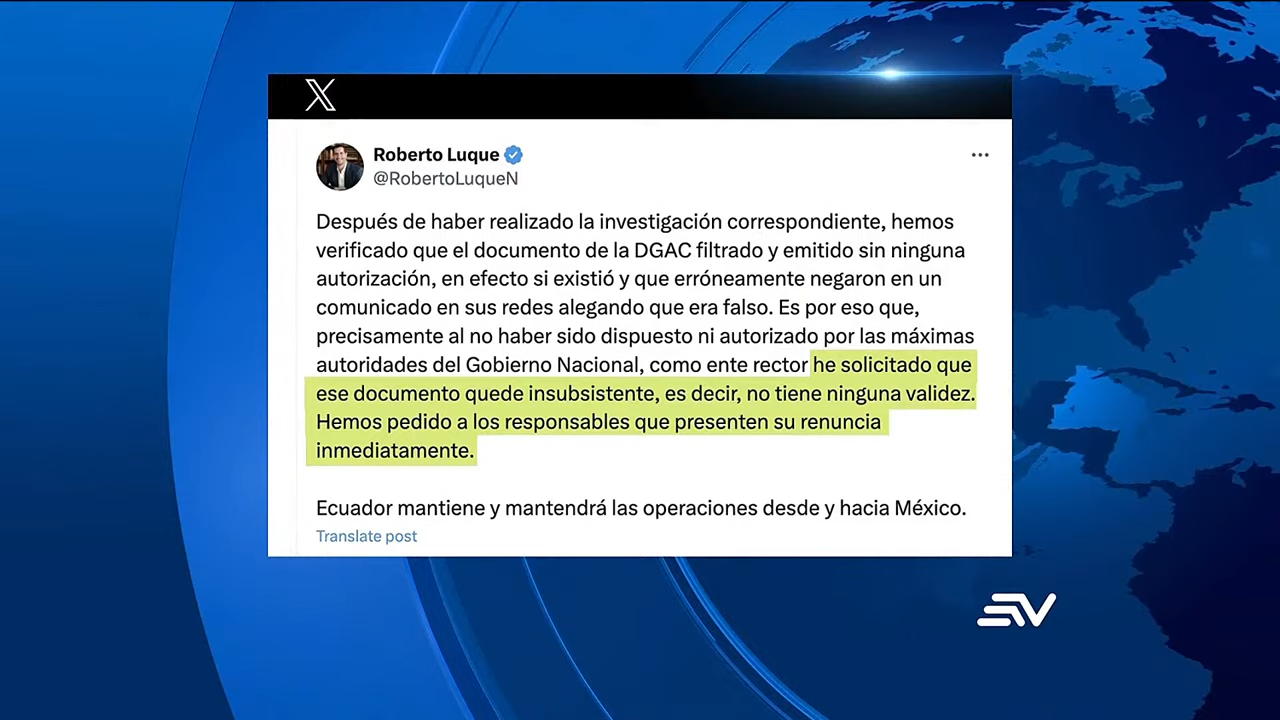 X
Roberto Luque
@RobertoLuqueN
Después de haber realizado la investigación correspondiente, hemos
verificado que el documento de la DGAC filtrado y emitido sin ninguna
autorización, en efecto si existió y que erróneamente negaron en un
comunicado en sus redes alegando que era falso. Es por eso que,
precisamente al no haber sido dispuesto ni autorizado por las máximas
autoridades del Gobierno Nacional, como ente rector he solicitado que
ese documento quede insubsistente, es decir, no tiene ninguna validez.
Hemos pedido a los responsables que presenten su renuncia
inmediatamente.
Ecuador mantiene y mantendrá las operaciones desde y hacia México.
Translate post
EV